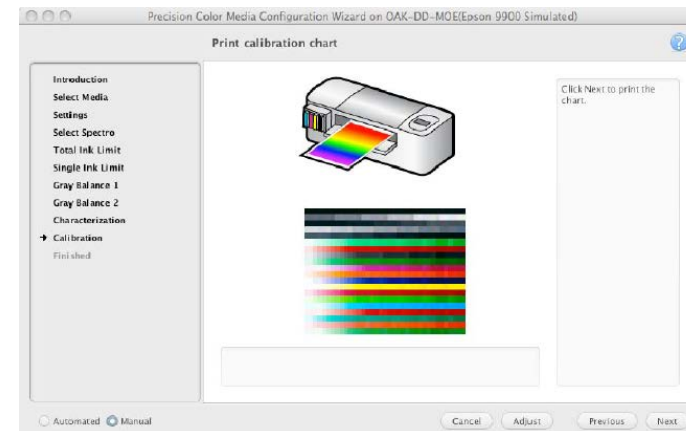 Precision Color Media Configuration Wizard on OAK-DD-MOE(Epson 9900 Simulated)
Print calibration chart
?
Introduction
Select Media
Settings
Select Spectro
Total Ink Limit
Single Ink Limit
Gray Balance 1
Gray Balance 2
Characterization
Calibration
Finished
Click Next to print the
chart.
Automated Manual
Cancel Adjust Previous Next